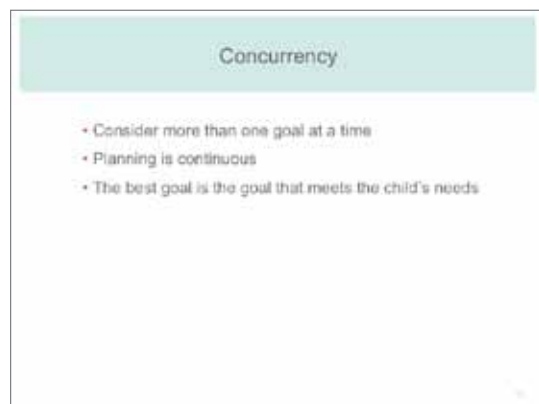 Concurrency
• Consider more than one goal at a time
• Planning is continuous
• The best goal is the goal that meets the child's needs